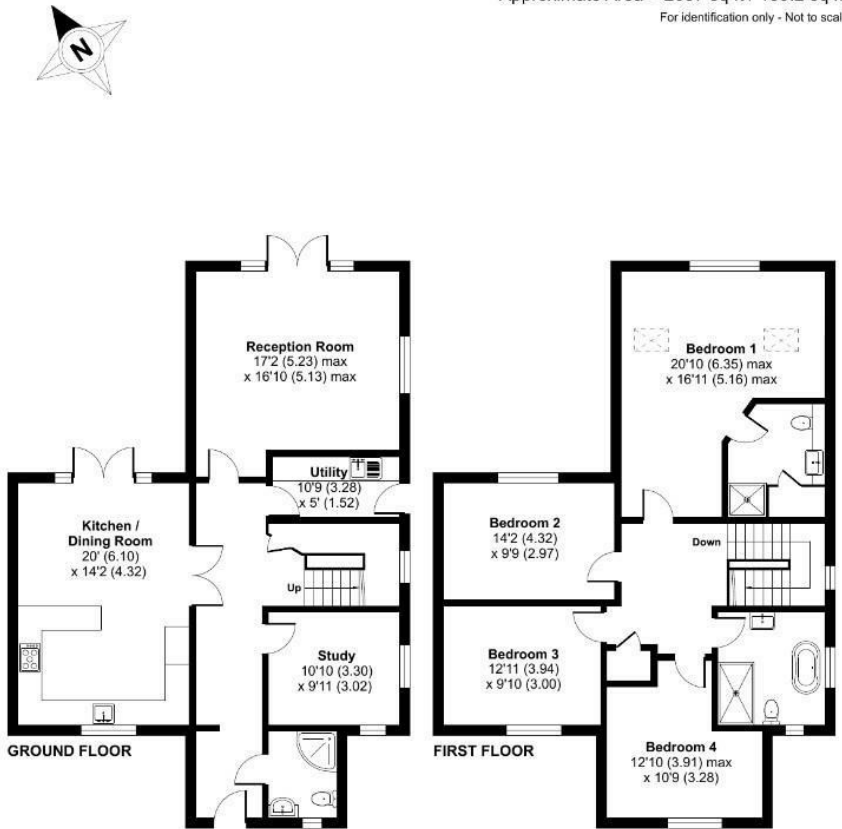 For identification only - Not to scal
N
Reception Room
17'2 (5.23) max
x 16'10 (5.13) max
Utility
10'9 (3.28)
x 5' (1.52)
Kitchen /
Dining Room
20' (6.10)
x 14'2 (4.32)
Up
Study
10'10 (3.30)
x 9'11 (3.02)
GROUND FLOOR
Bedroom 1
20'10 (6.35) max
x 16'11 (5.16) max
Bedroom 2
14'2 (4.32)
x 9'9 (2.97)
Down
Bedroom 3
12'11 (3.94)
x 9'10 (3.00)
Bedroom 4
12'10 (3.91) max
x 10'9 (3.28)
FIRST FLOOR